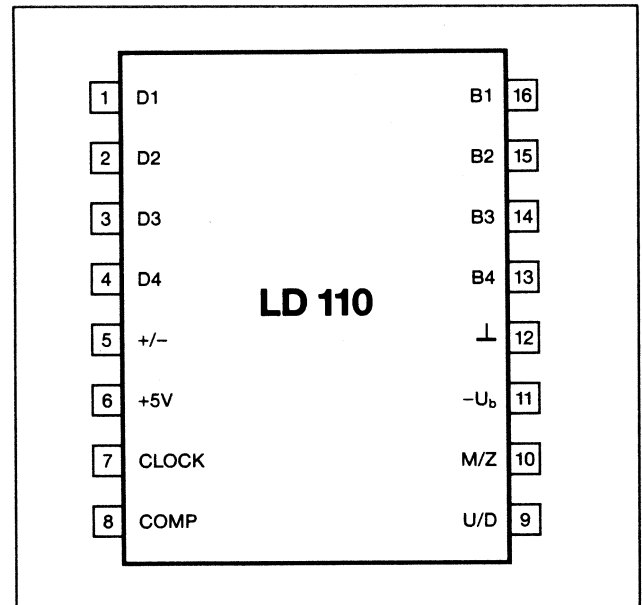 1 D1 B1 16
2 D2 B2 15
3 D3 B3 14
4 D4 B4 13
LD 110
5 +/− ⊥ 12
6 +5V −U_b 11
7 CLOCK M/Z 10
8 COMP U/D 9